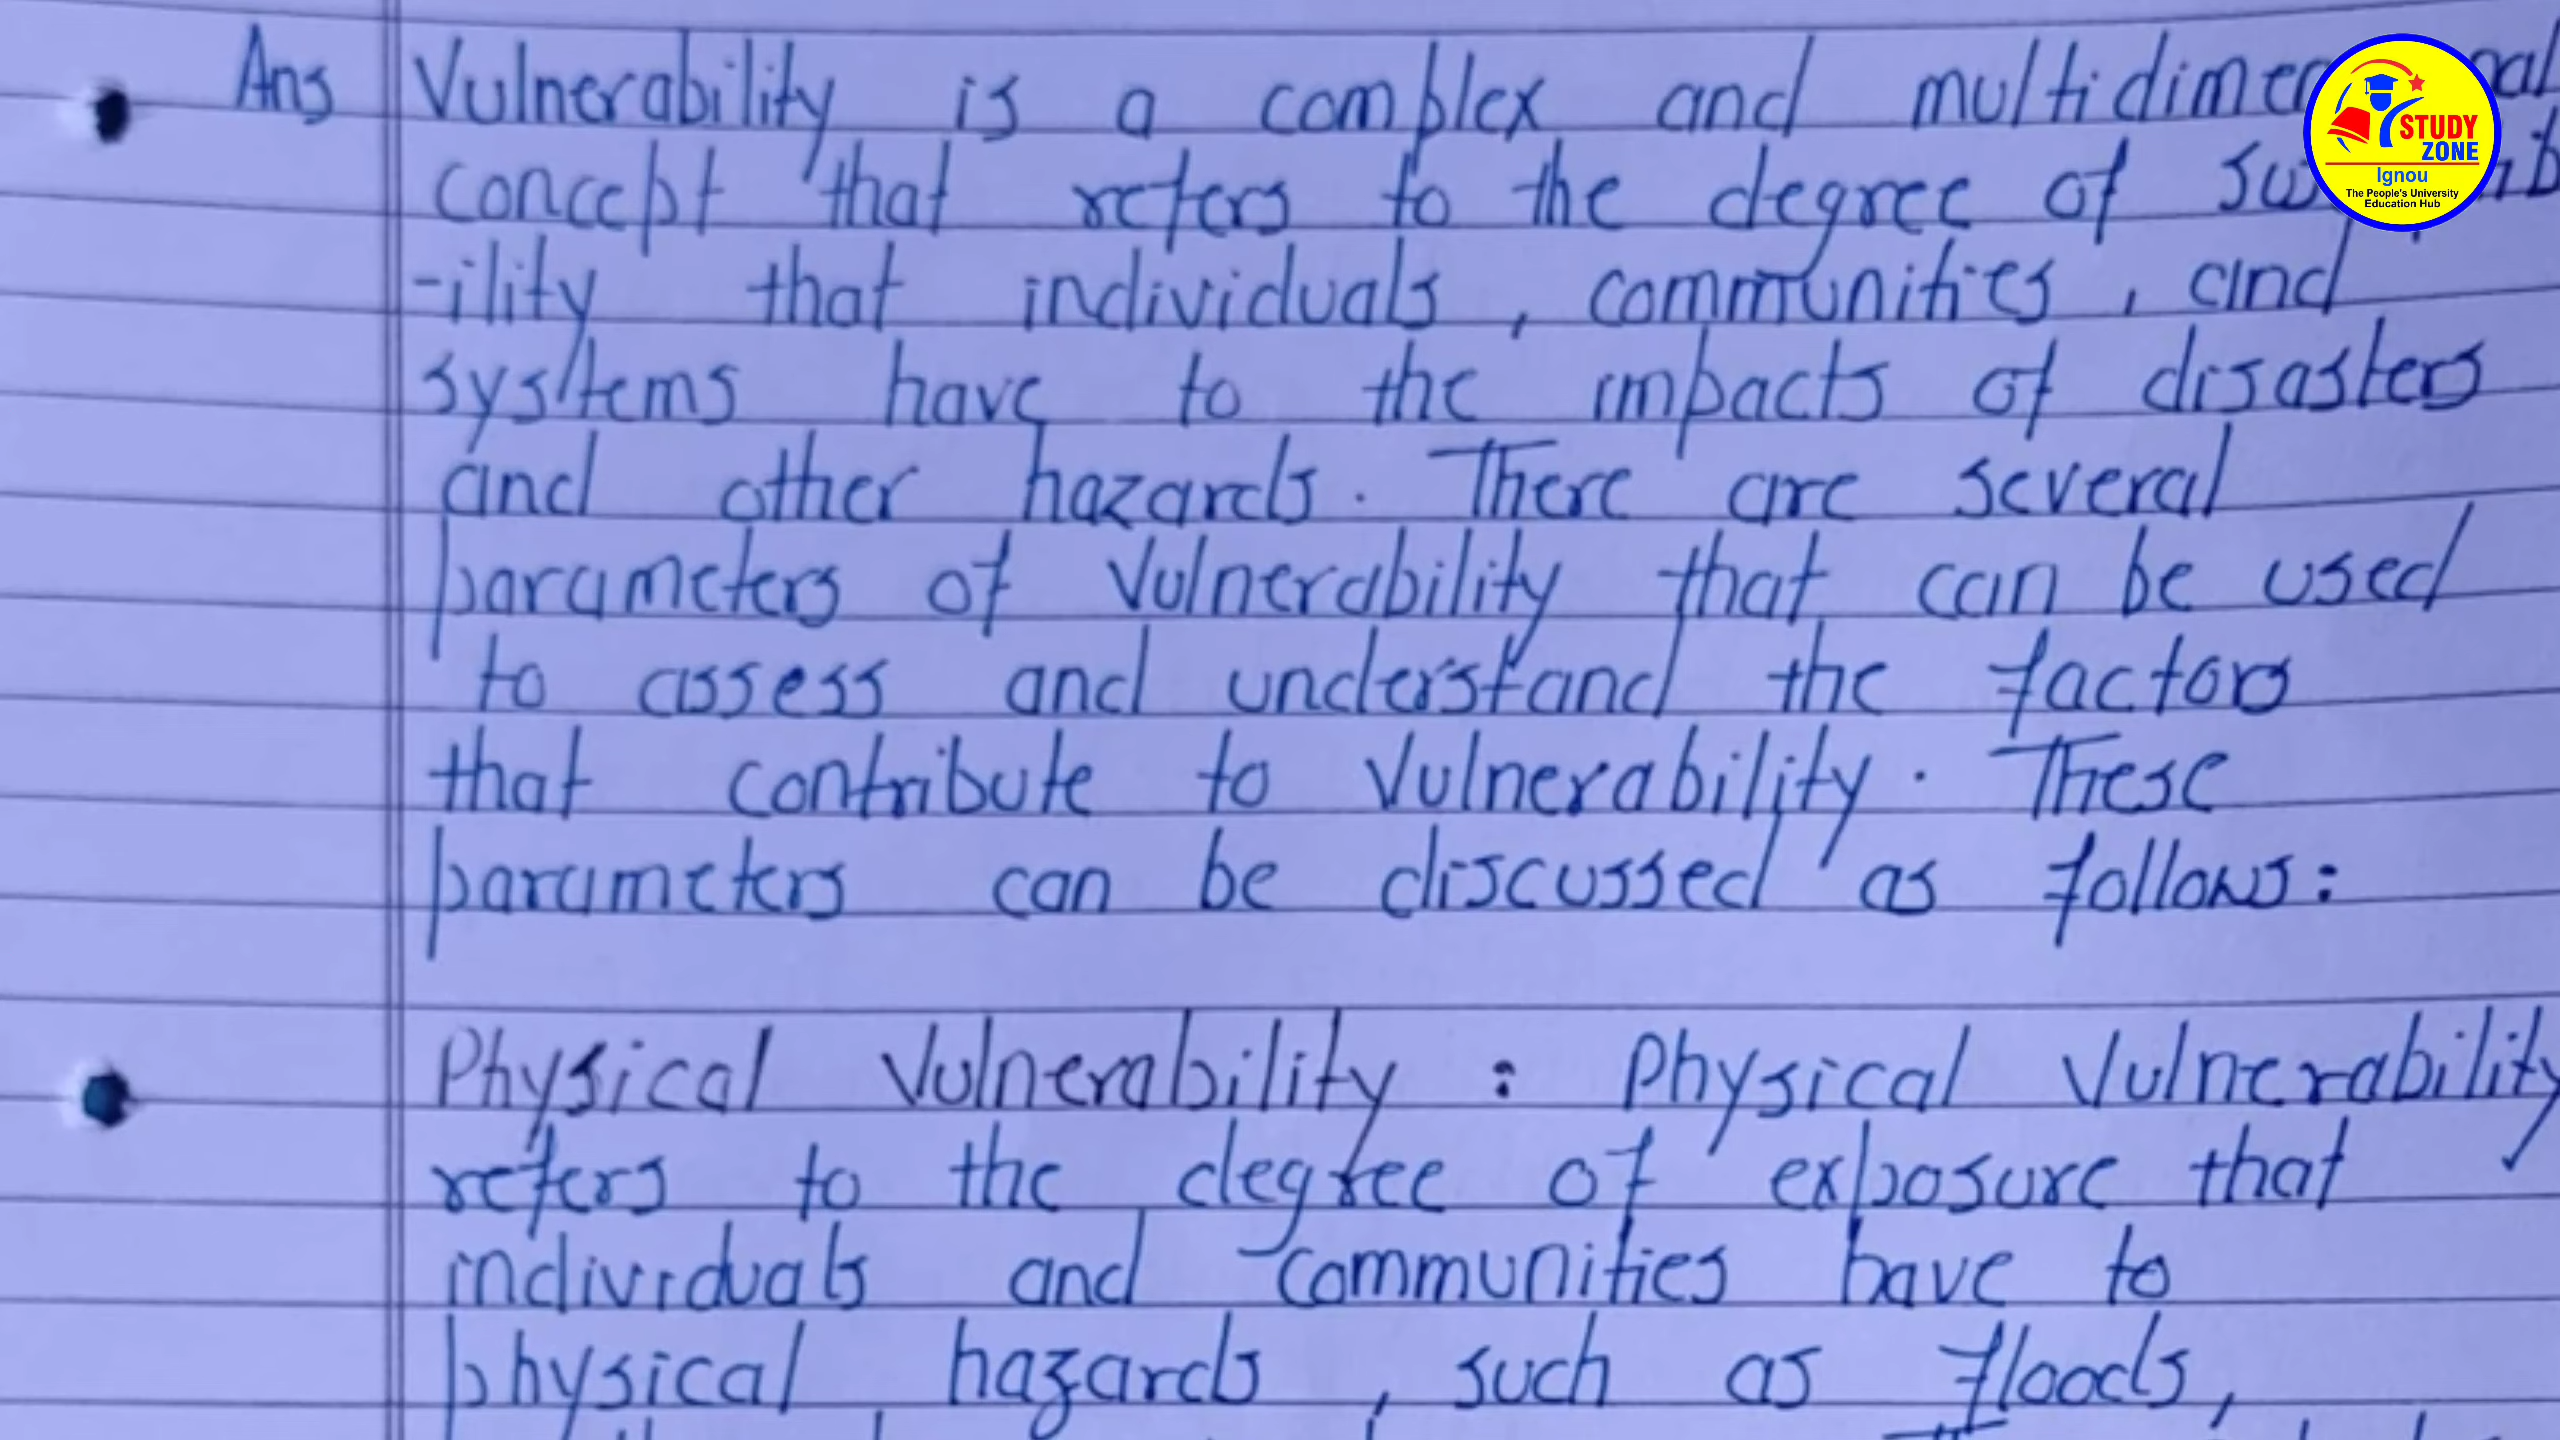 Ans Vulnerability is a complex and
concept that refers to the degree of
-ility that individuals, communities, and
systems have to the impacts of disasters
and other hazards. There are several
parameters of Vulnerability that can be used
to assess and understand the factors
that contribute to Vulnerability. These
parameters can be discussed as follows:
Physical Vulnerability : Physical Vulnerability
refers to the degree of exposure that
individuals and communities have to
physical hazards, such as floods,
STUDY
ZONE
Ignou
The People's University
Education Hub